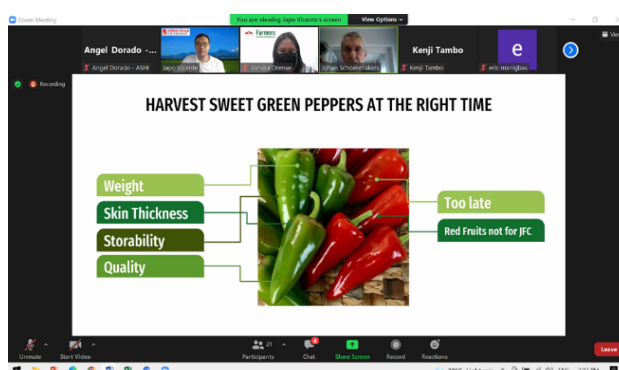 Zoom Meeting
You are viewing Japo Vicente's screen
View Options
Angel Dorado -...
Farmers
Kenji Tambo
e
Angel Dorado - ASHI
Japo Vicente
Sandra Diemer
Johan Schoenmakers
Kenji Tambo
eric manigbas
Recording
HARVEST SWEET GREEN PEPPERS AT THE RIGHT TIME
Weight
Skin Thickness
Storability
Quality
Too late
Red Fruits not for JFC
Unmute
Start Video
21
Participants
4
Chat
Share Screen
Record
Reactions
Leave